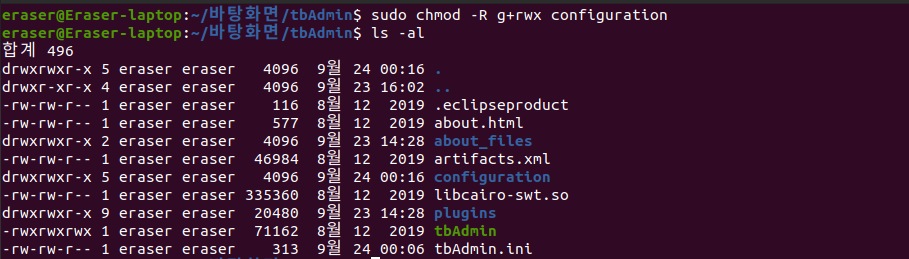 eraser@Eraser-laptop:~/바탕화면/tbAdmin$ sudo chmod -R g+rwx configuration
eraser@Eraser-laptop:~/바탕화면/tbAdmin$ ls -al
합계 496
drwxrwxr-x 5 eraser eraser   4096  9월 24 00:16 .
drwxr-xr-x 4 eraser eraser   4096  9월 23 16:02 ..
-rw-rw-r-- 1 eraser eraser    116  8월 12  2019 .eclipseproduct
-rw-rw-r-- 1 eraser eraser    577  8월 12  2019 about.html
drwxrwxr-x 2 eraser eraser   4096  9월 23 14:28 about_files
-rw-rw-r-- 1 eraser eraser  46984  8월 12  2019 artifacts.xml
drwxrwxr-x 5 eraser eraser   4096  9월 24 00:16 configuration
-rw-rw-r-- 1 eraser eraser 335360  8월 12  2019 libcairo-swt.so
drwxrwxr-x 9 eraser eraser  20480  9월 23 14:28 plugins
-rwxrwxrwx 1 eraser eraser  71162  8월 12  2019 tbAdmin
-rw-rw-r-- 1 eraser eraser    313  9월 24 00:06 tbAdmin.ini